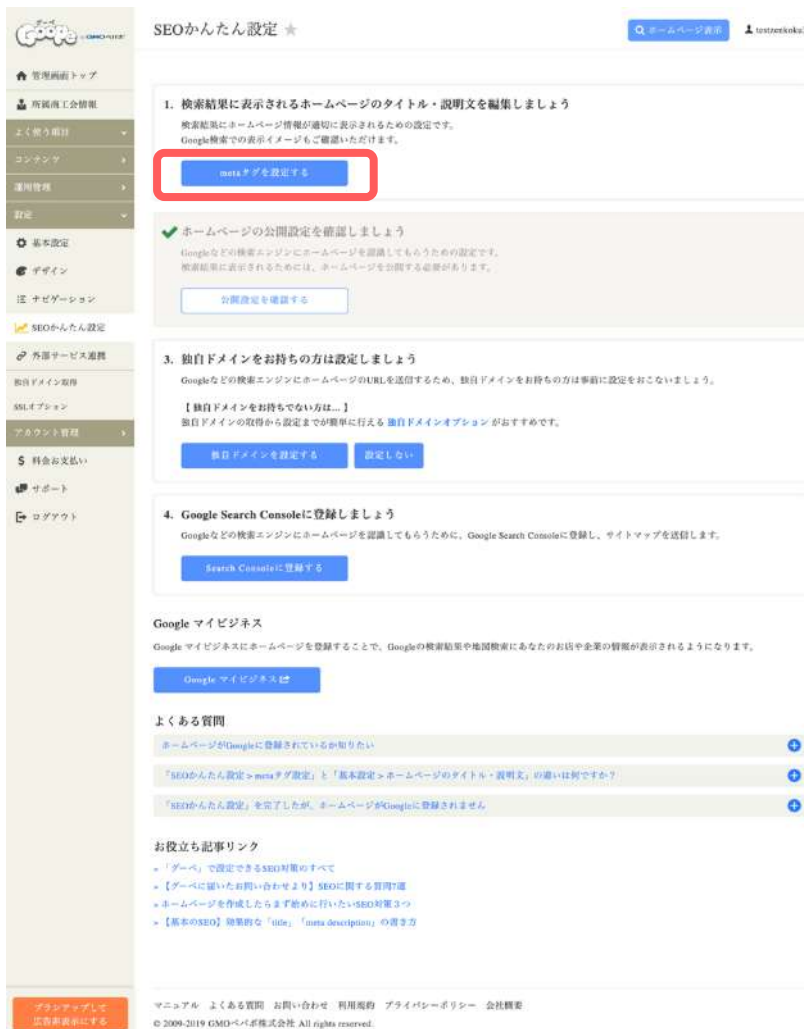 Goope by GMOペパボ
SEOかんたん設定 ★
ホームページ表示
管理画面トップ
所属商工会情報
よく使う項目
コンテンツ
運用管理
設定
基本設定
デザイン
ナビゲーション
SEOかんたん設定
外部サービス連携
独自ドメイン取得
SSLオプション
アカウント管理
$ 料金お支払い
サポート
ログアウト
プランアップして
広告非表示にする
1. 検索結果に表示されるホームページのタイトル・説明文を編集しましょう
検索結果にホームページ情報が適切に表示されるための設定です。
Google検索での表示イメージもご確認いただけます。
metaタグを設定する
ホームページの公開設定を確認しましょう
Googleなどの検索エンジンにホームページを認識してもらうための設定です。
検索結果に表示されるためには、ホームページを公開する必要があります。
公開設定を確認する
3. 独自ドメインをお持ちの方は設定しましょう
Googleなどの検索エンジンにホームページのURLを送信するため、独自ドメインをお持ちの方は事前に設定をおこないましょう。
【 独自ドメインをお持ちでない方は... 】
独自ドメインの取得から設定までが簡単に行える 独自ドメインオプション がおすすめです。
独自ドメインを設定する
設定しない
4. Google Search Consoleに登録しましょう
Googleなどの検索エンジンにホームページを認識してもらうために、Google Search Consoleに登録し、サイトマップを送信します。
Search Consoleに登録する
Google マイビジネス
Google マイビジネスにホームページを登録することで、Googleの検索結果や地図検索にあなたのお店や企業の情報が表示されるようになります。
Google マイビジネス
よくある質問
ホームページがGoogleに登録されているか知りたい
「SEOかんたん設定 > metaタグ設定」と「基本設定 > ホームページのタイトル・説明文」の違いは何ですか？
「SEOかんたん設定」を完了したが、ホームページがGoogleに登録されません
お役立ち記事リンク
» 「グーペ」で設定できるSEO対策のすべて
» 【グーペに届いたお問い合わせより】SEOに関する質問7選
» ホームページを作成したらまず始めに行いたいSEO対策３つ
» 【基本のSEO】効果的な「title」「meta description」の書き方
マニュアル よくある質問 お問い合わせ 利用規約 プライバシーポリシー 会社概要
© 2009-2019 GMOペパボ株式会社 All rights reserved.